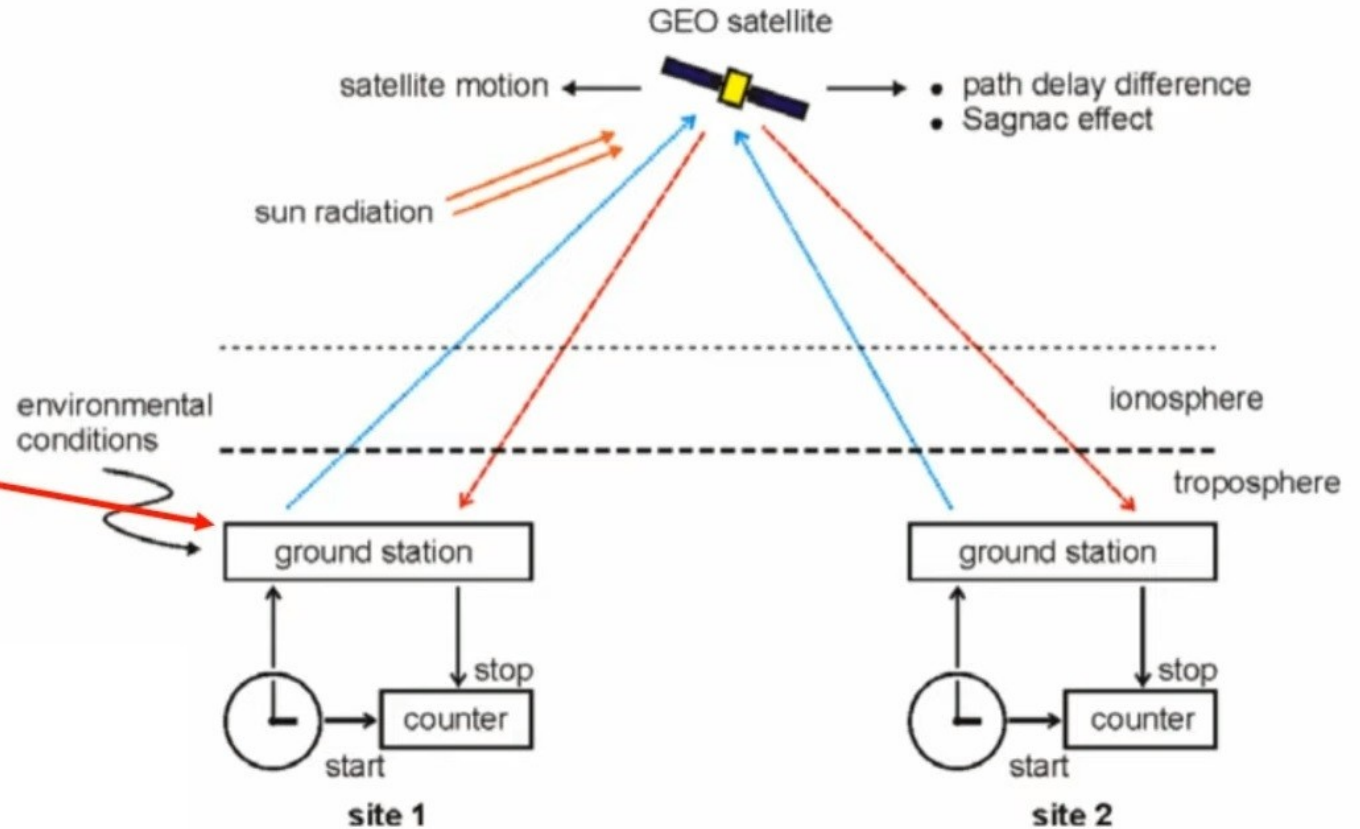 GEO satellite
satellite motion
• path delay difference
• Sagnac effect
sun radiation
environmental
conditions
ionosphere
troposphere
ground station
ground station
stop
stop
counter
counter
start
start
site 1
site 2